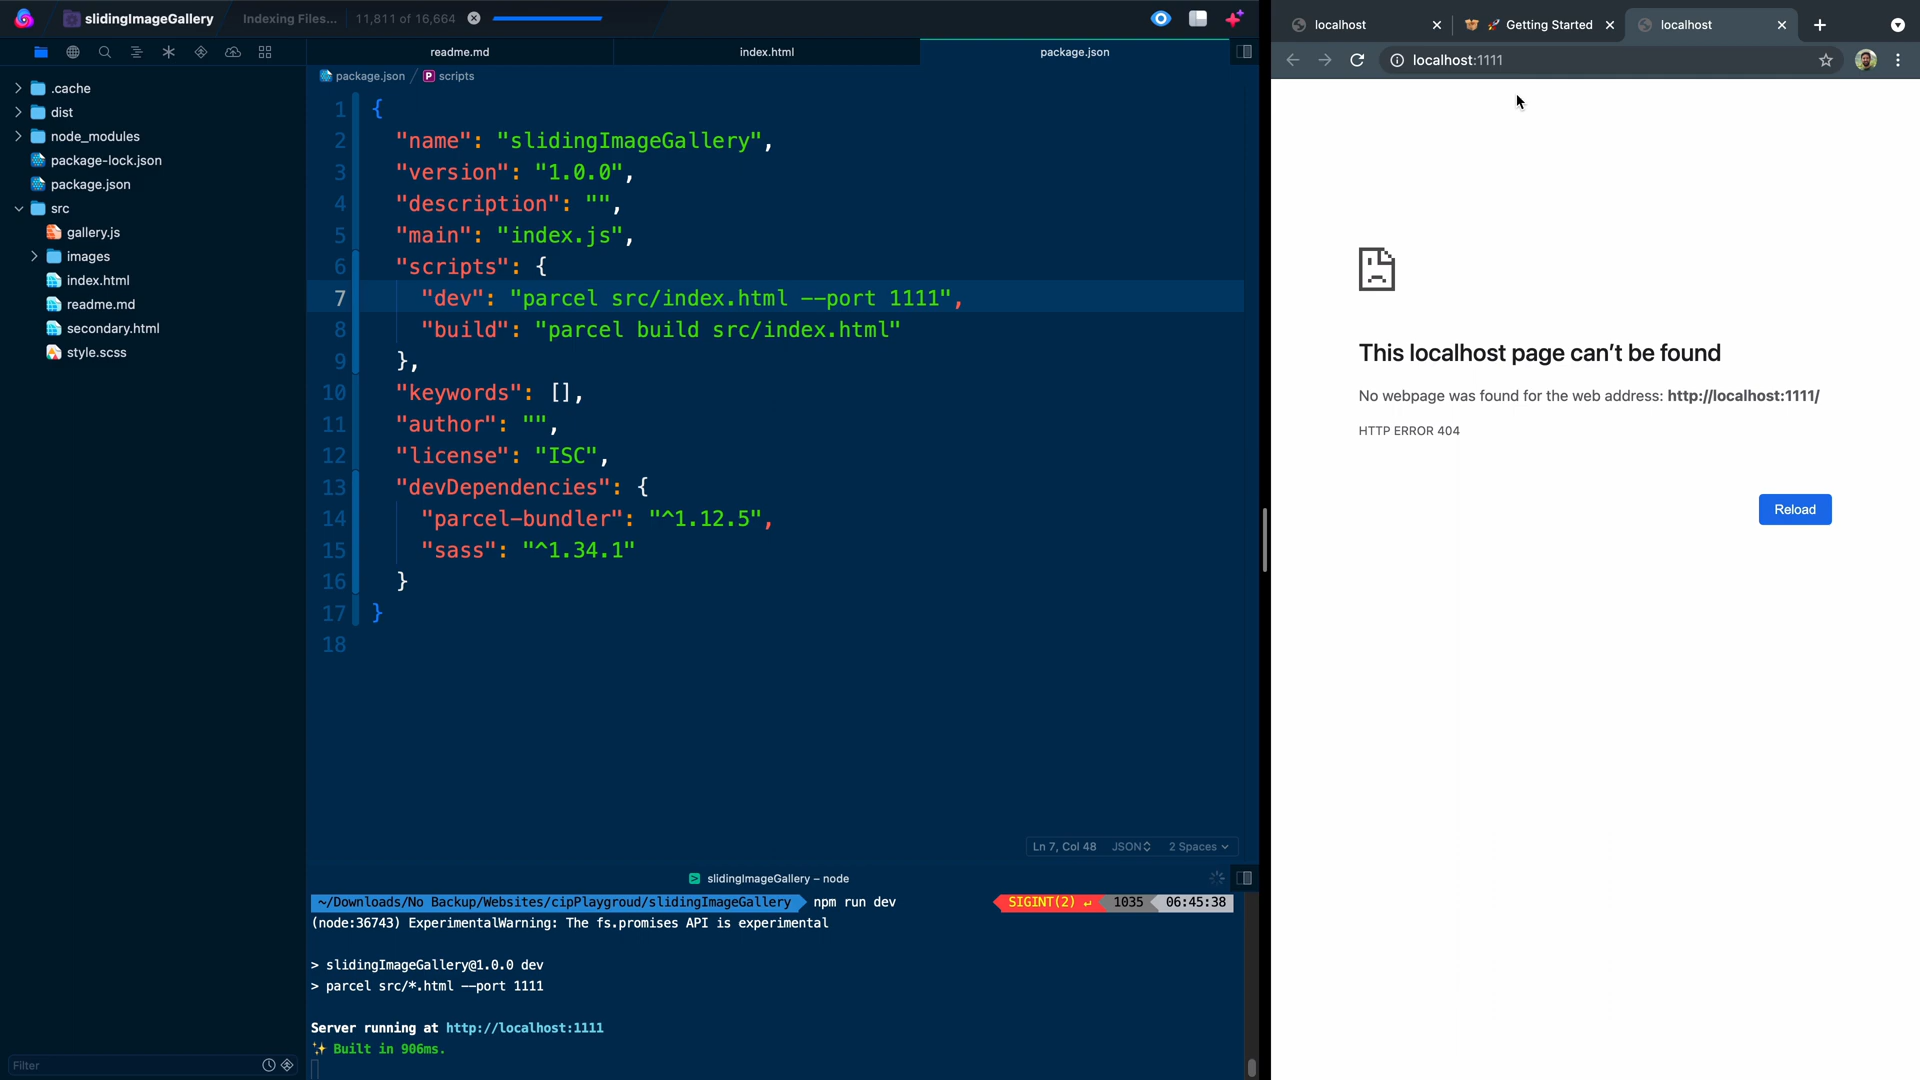 slidingImageGallery
Indexing Files...
11,811 of 16,664
readme.md
index.html
package.json
package.json
scripts
.cache
dist
node_modules
package-lock.json
package.json
src
gallery.js
images
index.html
readme.md
secondary.html
style.scss
Filter
1 {
2 "name": "slidingImageGallery",
3 "version": "1.0.0",
4 "description": "",
5 "main": "index.js",
6 "scripts": {
7 "dev": "parcel src/index.html --port 1111",
8 "build": "parcel build src/index.html"
9 },
10 "keywords": [],
11 "author": "",
12 "license": "ISC",
13 "devDependencies": {
14 "parcel-bundler": "^1.12.5",
15 "sass": "^1.34.1"
16 }
17 }
18
Ln 7, Col 48 JSON 2 Spaces
slidingImageGallery – node
~/Downloads/No Backup/Websites/cipPlaygroud/slidingImageGallery npm run dev SIGINT(2) ↵ 1035 06:45:38
(node:36743) ExperimentalWarning: The fs.promises API is experimental
> slidingImageGallery@1.0.0 dev
> parcel src/*.html --port 1111
Server running at http://localhost:1111
✨ Built in 906ms.
localhost
🚀 Getting Started
localhost
localhost:1111
This localhost page can't be found
No webpage was found for the web address: http://localhost:1111/
HTTP ERROR 404
Reload